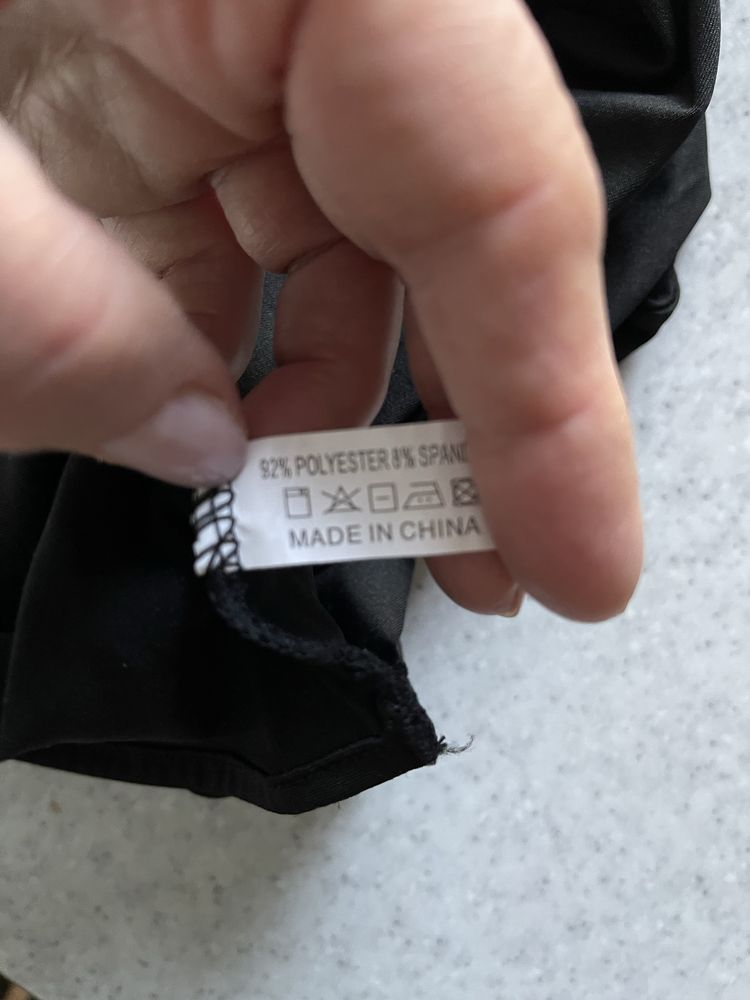 92% POLYESTER 8% SPAND
MADE IN CHINA